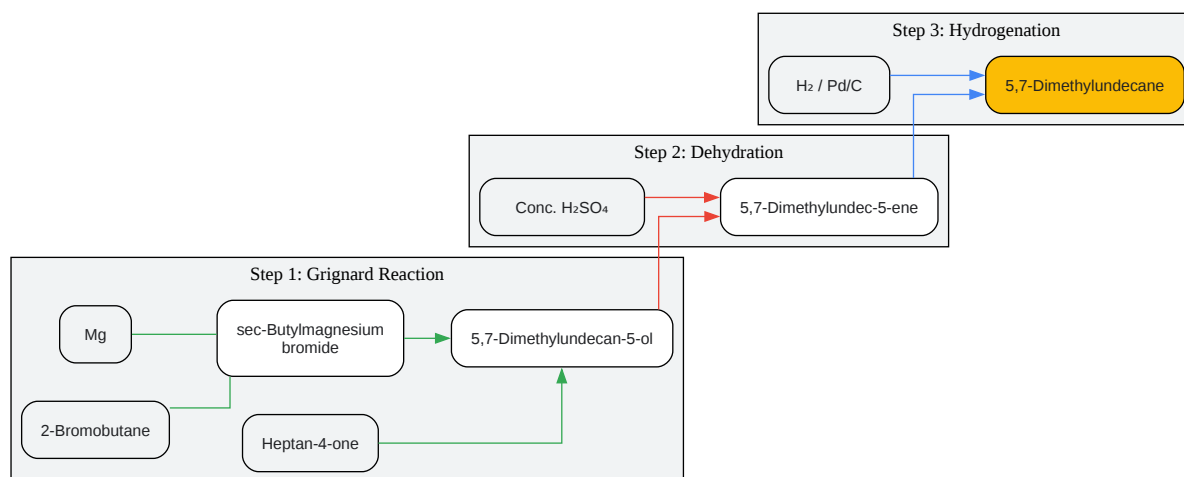 Step 3: Hydrogenation
H₂ / Pd/C
5,7-Dimethylundecane
Step 2: Dehydration
Conc. H₂SO₄
5,7-Dimethylundec-5-ene
Step 1: Grignard Reaction
Mg
sec-Butylmagnesium
bromide
5,7-Dimethylundecan-5-ol
2-Bromobutane
Heptan-4-one